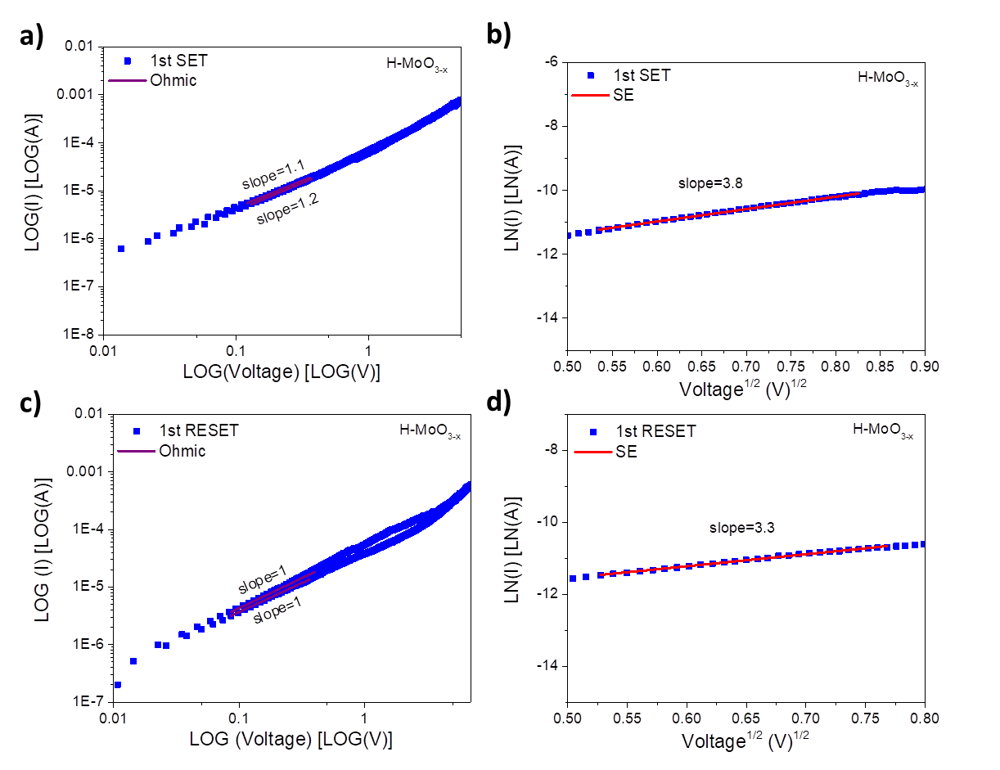 a)
0.01
0.001
1E-4
1E-5
1E-6
1E-7
1E-8
1st SET
Ohmic
H-MoO3-x
slope=1.1
slope=1.2
0.01
0.1
1
LOG(I) [LOG(A)]
LOG(Voltage) [LOG(V)]
b)
-6
-8
-10
-12
-14
1st SET
SE
H-MoO3-x
slope=3.8
0.50 0.55 0.60 0.65 0.70 0.75 0.80 0.85 0.90
LN(I) [LN(A)]
Voltage1/2 (V)1/2
c)
0.01
0.001
1E-4
1E-5
1E-6
1E-7
1st RESET
Ohmic
H-MoO3-x
slope=1
slope=1
0.01
0.1
1
LOG (I) [LOG(A)]
LOG (Voltage) [LOG(V)]
d)
-8
-10
-12
-14
1st RESET
SE
H-MoO3-x
slope=3.3
0.50 0.55 0.60 0.65 0.70 0.75 0.80
LN(I) [LN(A)]
Voltage1/2 (V)1/2